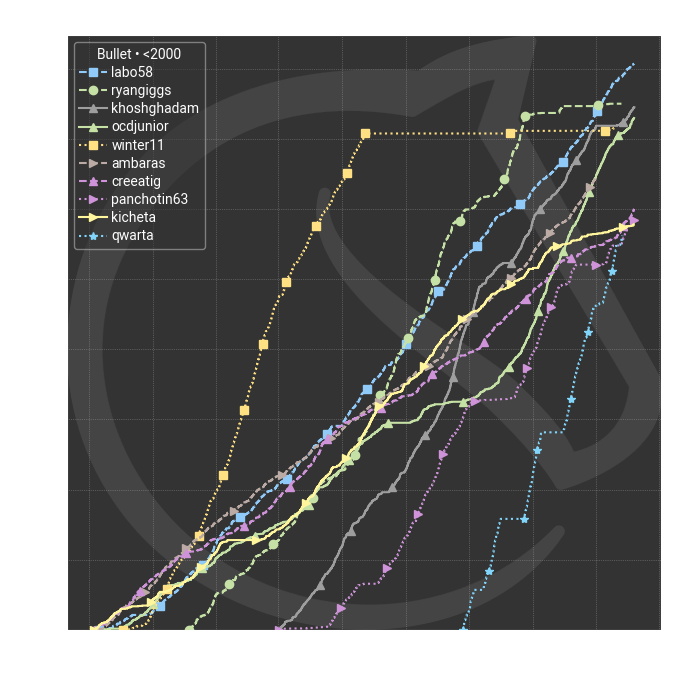 Bullet • <2000
labo58
ryangiggs
khoshghadam
ocdjunior
winter11
ambaras
creeatig
panchotin63
kicheta
qwarta